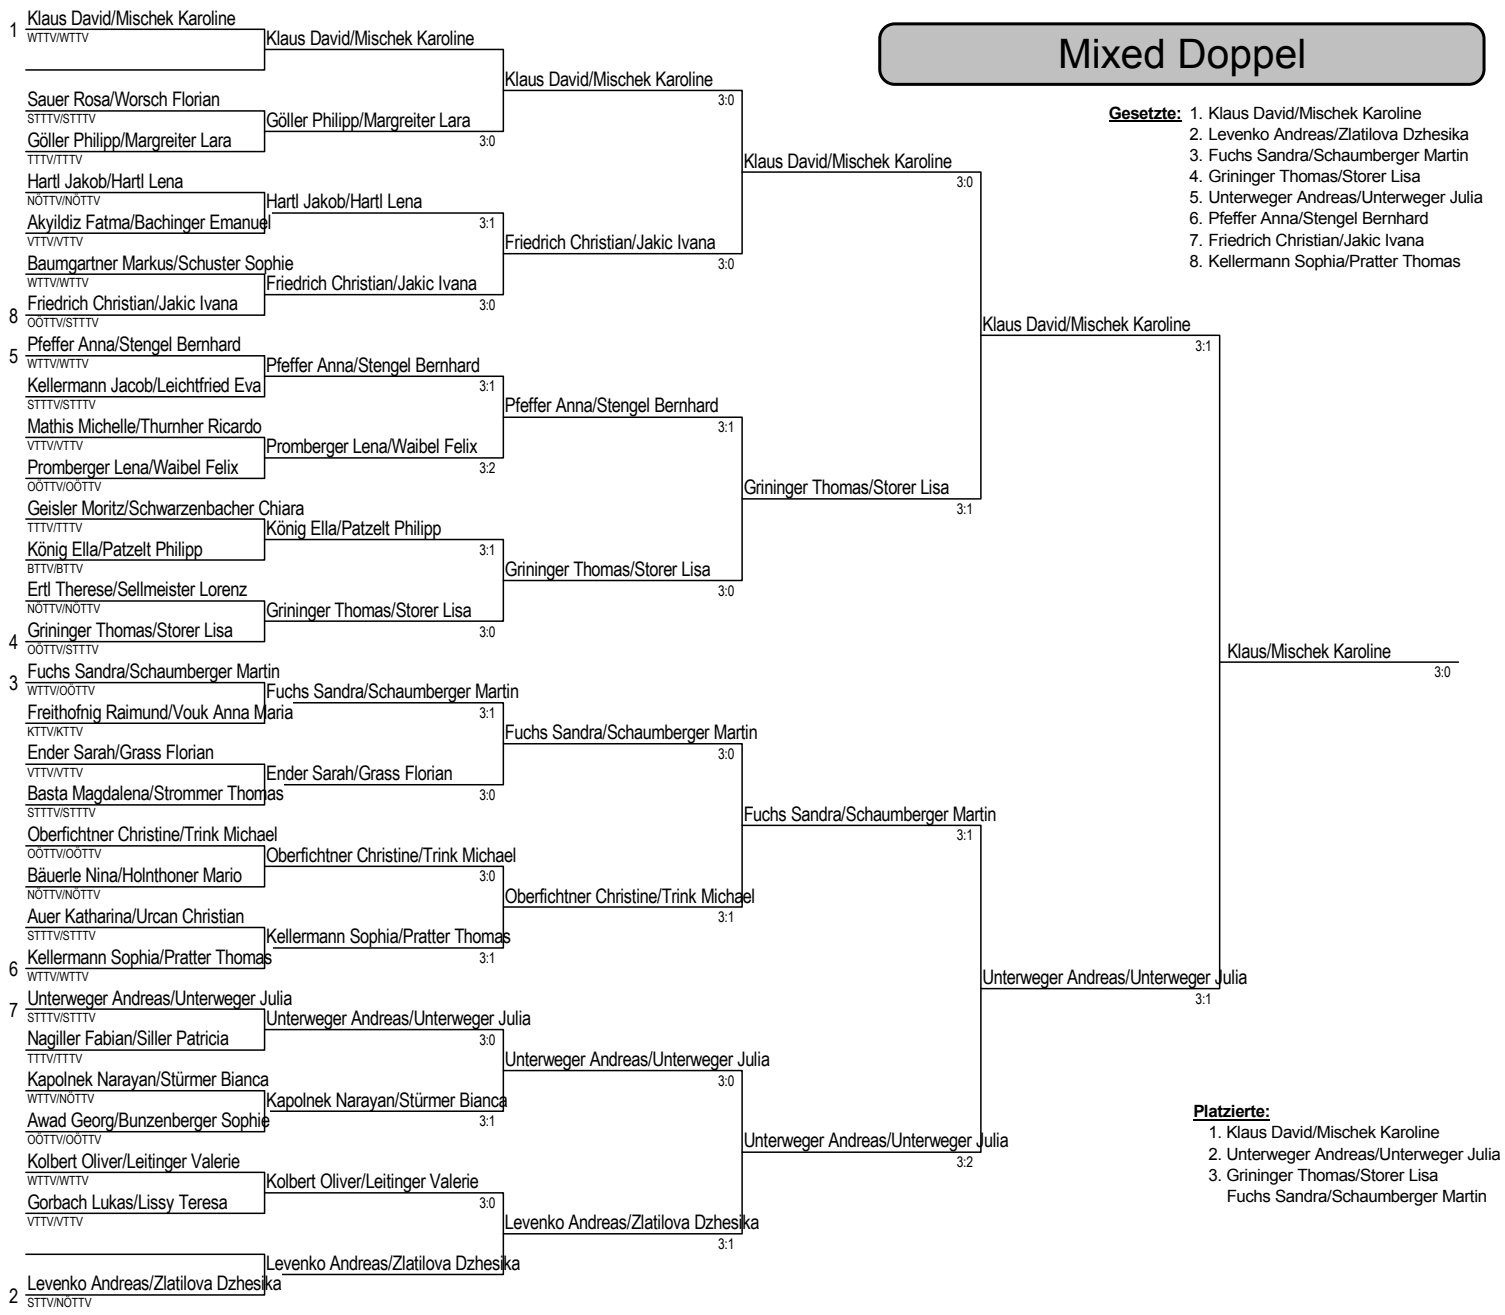 Mixed Doppel
Gesetzte: 1. Klaus David/Mischek Karoline
2. Levenko Andreas/Zlatilova Dzhesika
3. Fuchs Sandra/Schaumberger Martin
4. Grininger Thomas/Storer Lisa
5. Unterweger Andreas/Unterweger Julia
6. Pfeffer Anna/Stengel Bernhard
7. Friedrich Christian/Jakic Ivana
8. Kellermann Sophia/Pratter Thomas
1 Klaus David/Mischek Karoline
WTTV/WTTV
Sauer Rosa/Worsch Florian
STTTV/STTTV
Göller Philipp/Margreiter Lara
TTTV/TTTV
Hartl Jakob/Hartl Lena
NÖTTV/NÖTTV
Akyildiz Fatma/Bachinger Emanuel
VTTV/VTTV
Baumgartner Markus/Schuster Sophie
WTTV/WTTV
8 Friedrich Christian/Jakic Ivana
OÖTTV/STTTV
5 Pfeffer Anna/Stengel Bernhard
WTTV/WTTV
Kellermann Jacob/Leichtfried Eva
STTTV/STTTV
Mathis Michelle/Thurnher Ricardo
VTTV/VTTV
Promberger Lena/Waibel Felix
OÖTTV/OÖTTV
Geisler Moritz/Schwarzenbacher Chiara
TTTV/TTTV
König Ella/Patzelt Philipp
BTTV/BTTV
Ertl Therese/Sellmeister Lorenz
NÖTTV/NÖTTV
4 Grininger Thomas/Storer Lisa
OÖTTV/STTTV
3 Fuchs Sandra/Schaumberger Martin
WTTV/OÖTTV
Freithofnig Raimund/Vouk Anna Maria
KTTV/KTTV
Ender Sarah/Grass Florian
VTTV/VTTV
Basta Magdalena/Strommer Thomas
STTTV/STTTV
Oberfichtner Christine/Trink Michael
OÖTTV/OÖTTV
Bäuerle Nina/Holnthoner Mario
NÖTTV/NÖTTV
Auer Katharina/Urcan Christian
STTTV/STTTV
6 Kellermann Sophia/Pratter Thomas
WTTV/WTTV
7 Unterweger Andreas/Unterweger Julia
STTTV/STTTV
Nagiller Fabian/Siller Patricia
TTTV/TTTV
Kapolnek Narayan/Stürmer Bianca
WTTV/NÖTTV
Awad Georg/Bunzenberger Sophie
OÖTTV/OÖTTV
Kolbert Oliver/Leitinger Valerie
WTTV/WTTV
Gorbach Lukas/Lissy Teresa
VTTV/VTTV
2 Levenko Andreas/Zlatilova Dzhesika
STTV/NÖTTV
Klaus David/Mischek Karoline
Göller Philipp/Margreiter Lara
3:0
Hartl Jakob/Hartl Lena
3:1
Friedrich Christian/Jakic Ivana
3:0
Pfeffer Anna/Stengel Bernhard
3:1
Promberger Lena/Waibel Felix
3:2
König Ella/Patzelt Philipp
3:1
Grininger Thomas/Storer Lisa
3:0
Fuchs Sandra/Schaumberger Martin
3:1
Ender Sarah/Grass Florian
3:0
Oberfichtner Christine/Trink Michael
3:0
Kellermann Sophia/Pratter Thomas
3:1
Unterweger Andreas/Unterweger Julia
3:0
Kapolnek Narayan/Stürmer Bianca
3:1
Kolbert Oliver/Leitinger Valerie
3:0
Levenko Andreas/Zlatilova Dzhesika
Klaus David/Mischek Karoline
3:0
Friedrich Christian/Jakic Ivana
3:0
Pfeffer Anna/Stengel Bernhard
3:1
Grininger Thomas/Storer Lisa
3:0
Fuchs Sandra/Schaumberger Martin
3:0
Oberfichtner Christine/Trink Michael
3:1
Unterweger Andreas/Unterweger Julia
3:0
Levenko Andreas/Zlatilova Dzhesika
3:1
Klaus David/Mischek Karoline
3:0
Grininger Thomas/Storer Lisa
3:1
Fuchs Sandra/Schaumberger Martin
3:1
Unterweger Andreas/Unterweger Julia
3:2
Klaus David/Mischek Karoline
3:1
Unterweger Andreas/Unterweger Julia
3:1
Klaus/Mischek Karoline
3:0
Platzierte:
1. Klaus David/Mischek Karoline
2. Unterweger Andreas/Unterweger Julia
3. Grininger Thomas/Storer Lisa
Fuchs Sandra/Schaumberger Martin